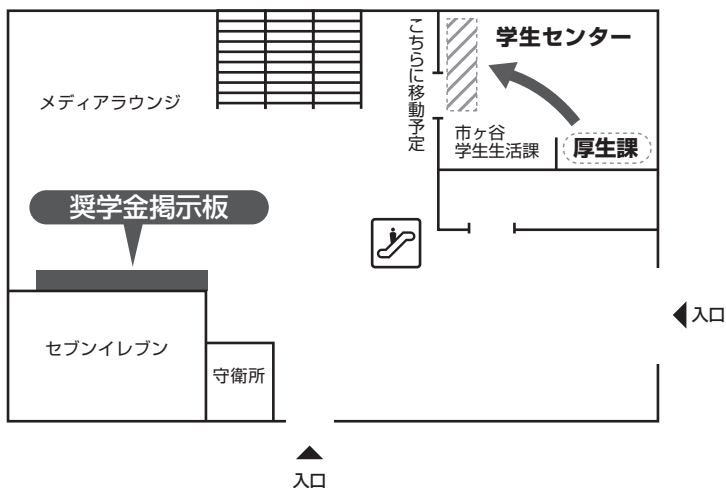 こちらに移動予定
学生センター
メディアラウンジ
市ヶ谷
学生生活課
厚生課
奨学金掲示板
入口
セブンイレブン
守衛所
入口